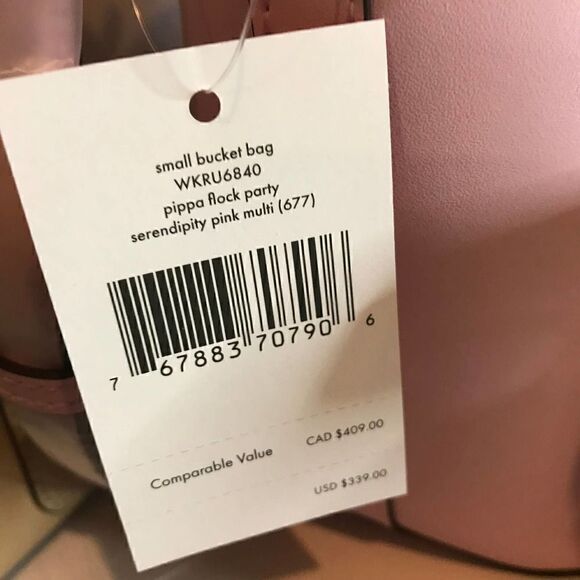 small bucket bag
WKRU6840
pippa flock party
serendipity pink multi (677)
7 67883 70790 6
Comparable Value CAD $409.00
USD $339.00